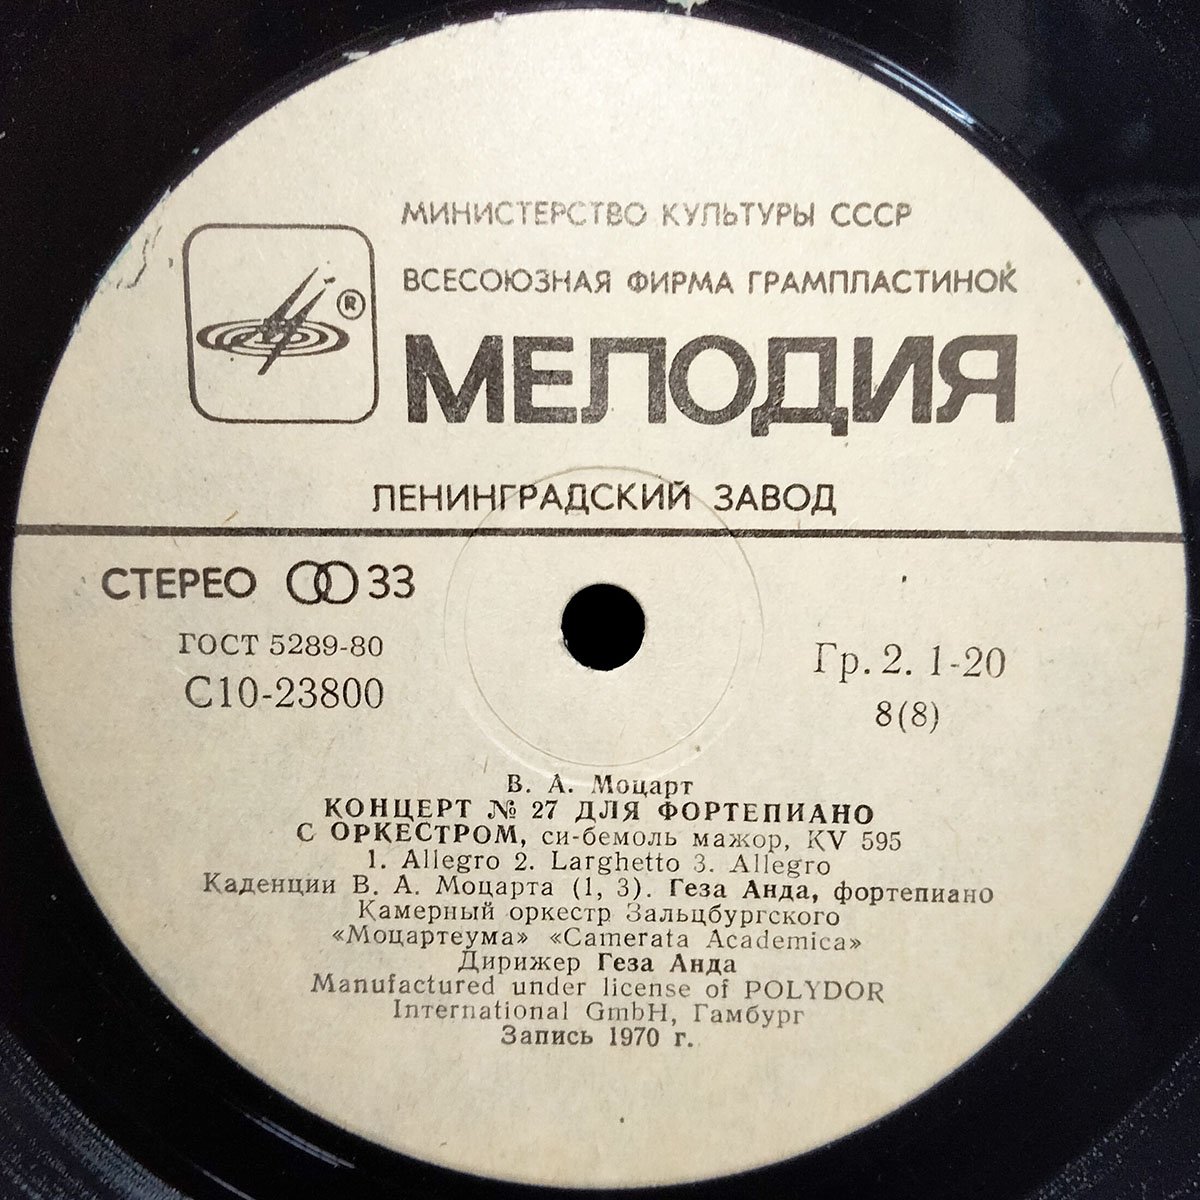 МИНИСТЕРСТВО КУЛЬТУРЫ СССР
ВСЕСОЮЗНАЯ ФИРМА ГРАМПЛАСТИНОК
®
МЕЛОДИЯ
ЛЕНИНГРАДСКИЙ ЗАВОД
СТЕРЕО 33
ГОСТ 5289-80
С10-23800
Гр. 2. 1-20
8(8)
В. А. Моцарт
КОНЦЕРТ № 27 ДЛЯ ФОРТЕПИАНО
С ОРКЕСТРОМ, си-бемоль мажор, KV 595
1. Allegro 2. Larghetto 3. Allegro
Каденции В. А. Моцарта (1, 3). Геза Анда, фортепиано
Камерный оркестр Зальцбургского
«Моцартеума» «Camerata Academica»
Дирижер Геза Анда
Manufactured under license of POLYDOR
International GmbH, Гамбург
Запись 1970 г.